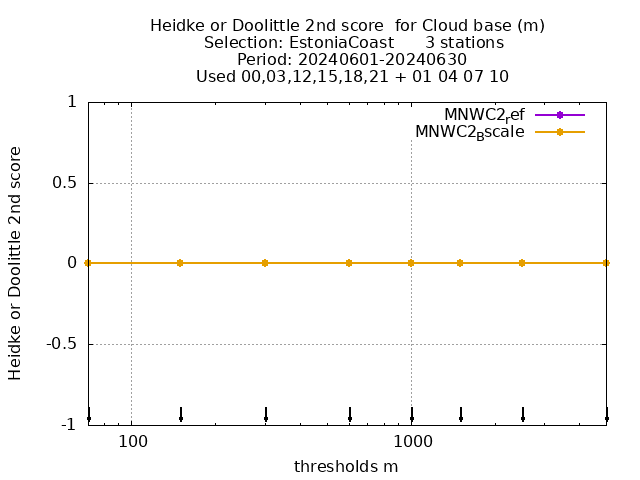 Heidke or Doolittle 2nd score  for Cloud base (m)
Selection: EstoniaCoast      3 stations
Period: 20240601-20240630
Used 00,03,12,15,18,21 + 01 04 07 10
MNWC2ref
MNWC2Bscale
1
0.5
0
-0.5
-1
Heidke or Doolittle 2nd score
100
1000
thresholds m